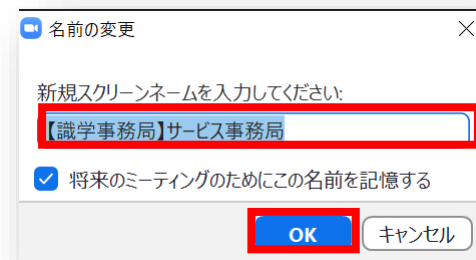 名前の変更
新規スクリーンネームを入力してください:
【識学事務局】サービス事務局
将来のミーティングのためにこの名前を記憶する
OK キャンセル